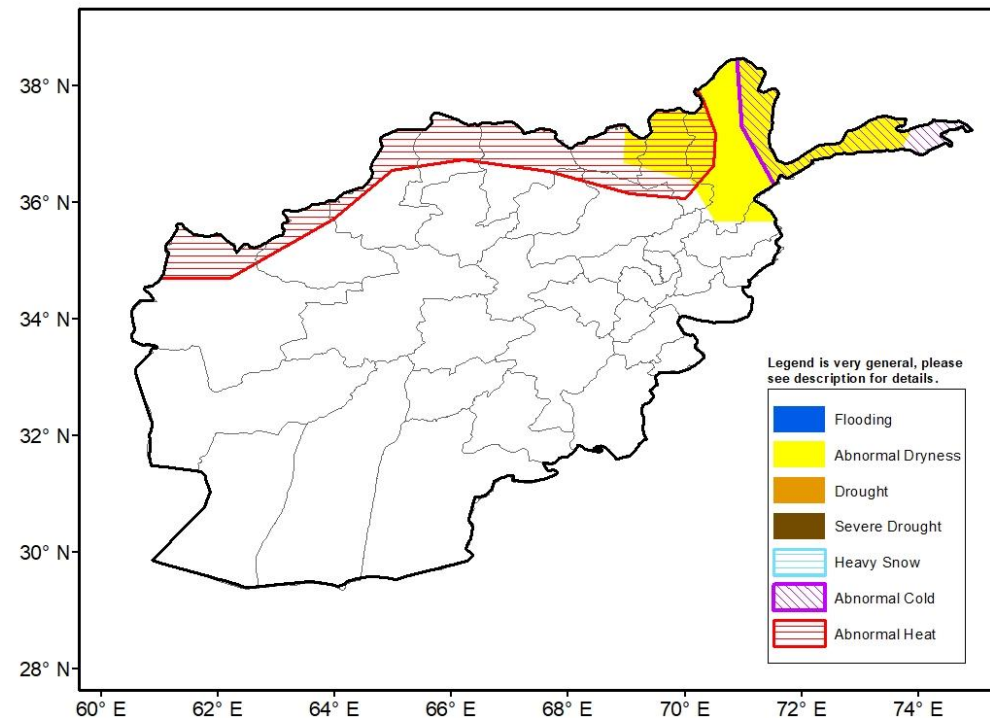 38° N
36° N
34° N
32° N
30° N
28° N
60° E
62° E
64° E
66° E
68° E
70° E
72° E
74° E
Legend is very general, please
see description for details.
Flooding
Abnormal Dryness
Drought
Severe Drought
Heavy Snow
Abnormal Cold
Abnormal Heat